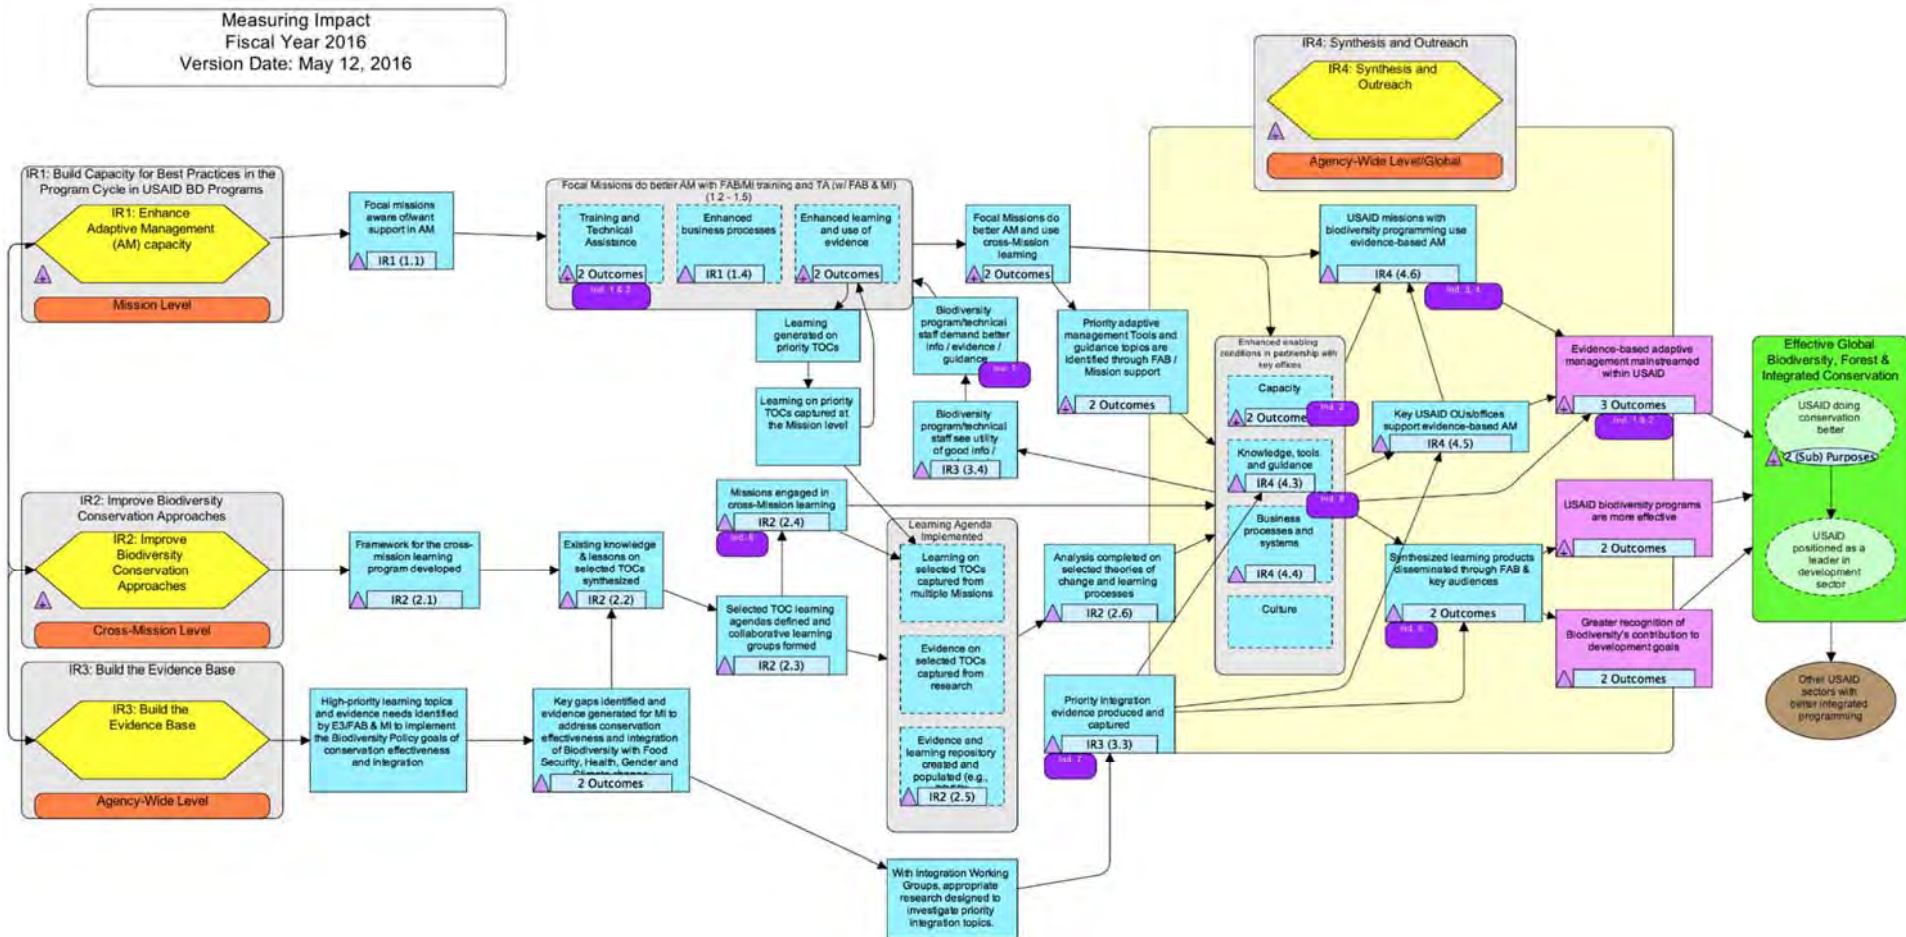 Measuring Impact
Fiscal Year 2016
Version Date: May 12, 2016
IR4: Synthesis and Outreach
IR4: Synthesis and
Outreach
Agency-Wide Level/Global
IR1: Build Capacity for Best Practices in the
Program Cycle in USAID BD Programs
IR1: Enhance
Adaptive Management
(AM) capacity
Mission Level
Focal missions
aware of/want
support in AM
IR1 (1.1)
Focal Missions do better AM with FAB/MI training and TA (w/ FAB & MI)
(1.2 - 1.5)
Training and
Technical
Assistance
2 Outcomes
Ind. 1 & 2
Enhanced
business processes
IR1 (1.4)
Enhanced learning
and use of
evidence
2 Outcomes
Focal Missions do
better AM and use
cross-Mission
learning
2 Outcomes
USAID missions with
biodiversity programming use
evidence-based AM
IR4 (4.6)
Ind. 3, 4
Learning
generated on
priority TOCs
Biodiversity
program/technical
staff demand better
info / evidence /
guidance
Priority adaptive
management Tools and
guidance topics are
identified through FAB /
Mission support
2 Outcomes
Enhanced enabling
conditions in partnership with
key offices
Capacity
2 Outcome
Ind. 2
Knowledge, tools
and guidance
IR4 (4.3)
Business
processes and
systems
IR4 (4.4)
Culture
Learning on priority
TOCs captured at
the Mission level
Biodiversity
program/technical
staff see utility
of good info /
IR3 (3.4)
Key USAID OUs/offices
support evidence-based AM
IR4 (4.5)
Evidence-based adaptive
management mainstreamed
within USAID
3 Outcomes
Ind. 1 & 2
Effective Global
Biodiversity, Forest &
Integrated Conservation
USAID doing
conservation
better
2 (Sub) Purposes
USAID
positioned as a
leader in
development
sector
Other USAID
sectors with
better integrated
programming
IR2: Improve Biodiversity
Conservation Approaches
IR2: Improve
Biodiversity
Conservation
Approaches
Cross-Mission Level
Framework for the cross-
mission learning
program developed
IR2 (2.1)
Existing knowledge
& lessons on
selected TOCs
synthesized
IR2 (2.2)
Missions engaged in
cross-Mission learning
IR2 (2.4)
Selected TOC learning
agendas defined and
collaborative learning
groups formed
IR2 (2.3)
Learning Agenda
Implemented
Learning on
selected TOCs
captured from
multiple Missions
Evidence on
selected TOCs
captured from
research
Evidence and
learning repository
created and
populated (e.g.,
IR2 (2.5)
Analysis completed on
selected theories of
change and learning
processes
IR2 (2.6)
Synthesized learning products
disseminated through FAB &
key audiences
2 Outcomes
USAID biodiversity programs
are more effective
2 Outcomes
Greater recognition of
Biodiversity's contribution to
development goals
2 Outcomes
IR3: Build the Evidence Base
IR3: Build the
Evidence Base
Agency-Wide Level
High-priority learning topics
and evidence needs identified
by E3/FAB & MI to implement
the Biodiversity Policy goals of
conservation effectiveness
and integration
Key gaps identified and
evidence generated for MI to
address conservation
effectiveness and integration
of Biodiversity with Food
Security, Health, Gender and
Climate change
2 Outcomes
Priority integration
evidence produced and
captured
IR3 (3.3)
Ind. 7
With Integration Working
Groups, appropriate
research designed to
investigate priority
integration topics.